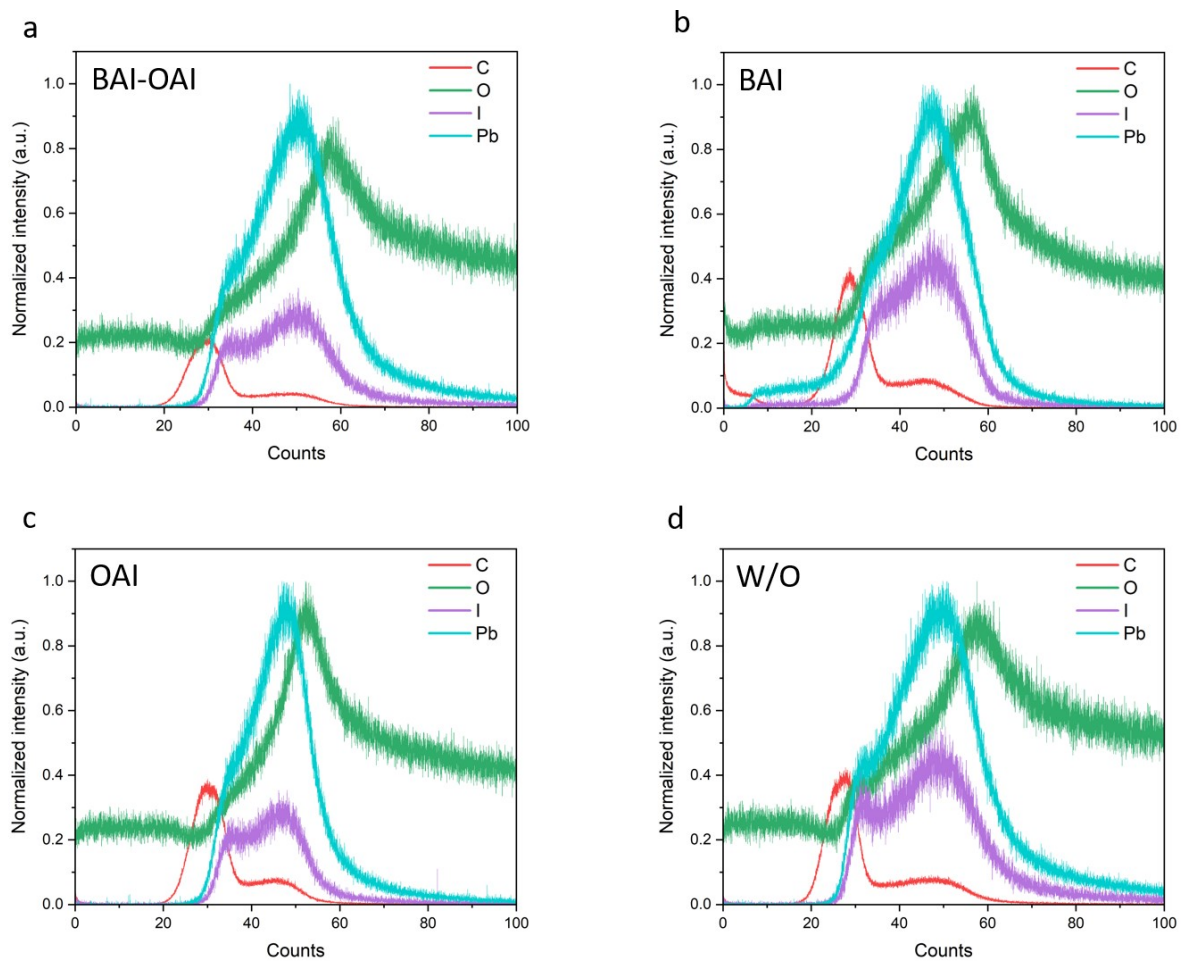 a
BAI-OAI
C
O
I
Pb
1.0
0.8
0.6
0.4
0.2
0.0
Normalized intensity (a.u.)
0 20 40 60 80 100
Counts
b
BAI
C
O
I
Pb
1.0
0.8
0.6
0.4
0.2
0.0
Normalized intensity (a.u.)
0 20 40 60 80 100
Counts
c
OAI
C
O
I
Pb
1.0
0.8
0.6
0.4
0.2
0.0
Normalized intensity (a.u.)
0 20 40 60 80 100
Counts
d
W/O
C
O
I
Pb
1.0
0.8
0.6
0.4
0.2
0.0
Normalized intensity (a.u.)
0 20 40 60 80 100
Counts